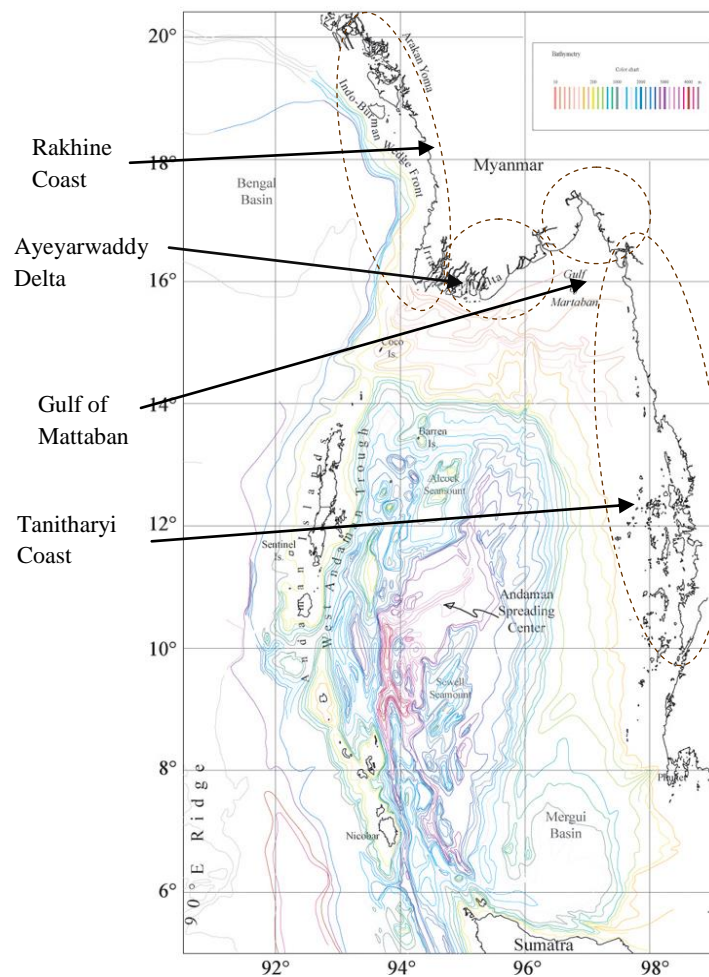 20°
18°
16°
14°
12°
10°
8°
6°
92°
94°
96°
98°
Rakhine
Coast
Ayeyarwaddy
Delta
Gulf of
Mattaban
Tanitharyi
Coast
Bathymetry
Color chart
Arakan Yoma
Indo-Burman
Wedge Front
Myanmar
Bengal
Basin
Delta
Gulf
Martaban
Coco
Is.
Barren
Is.
Alcock
Seamount
Sentinel
Is.
Andaman Islands
West Andaman Trough
Andaman
Spreading
Center
Sewell
Seamount
90°E Ridge
Nicobar
Mergui
Basin
Sumatra